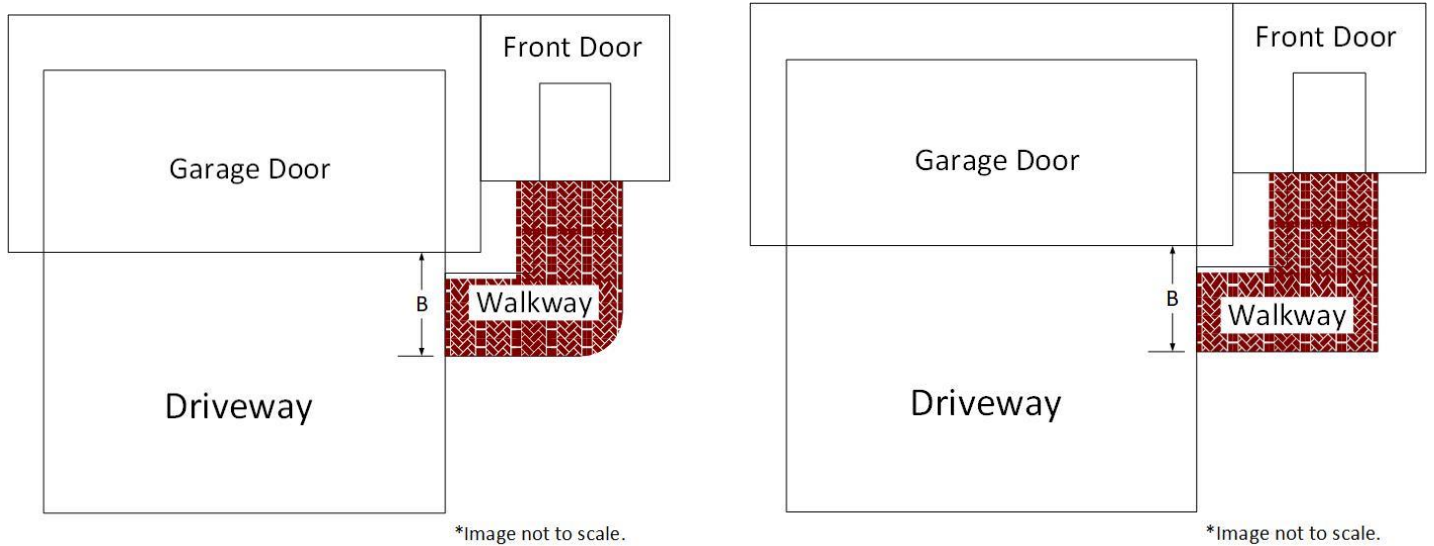 Front Door
Garage Door
B
Walkway
Driveway
*Image not to scale.
Front Door
Garage Door
B
Walkway
Driveway
*Image not to scale.